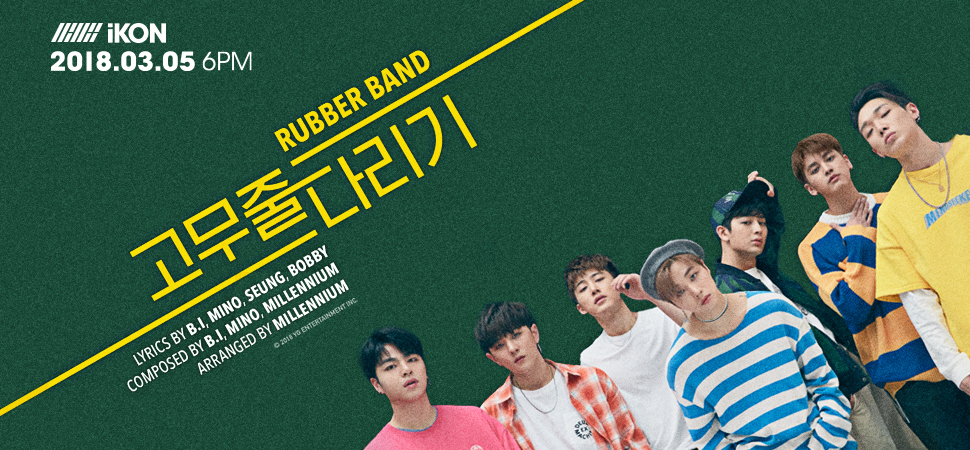 iKON
2018.03.05 6PM
RUBBER BAND
고무줄다리기
LYRICS BY B.I, MINO, SEUNG, BOBBY
COMPOSED BY B.I, MINO, MILLENNIUM
ARRANGED BY MILLENNIUM
© 2018 YG ENTERTAINMENT INC.